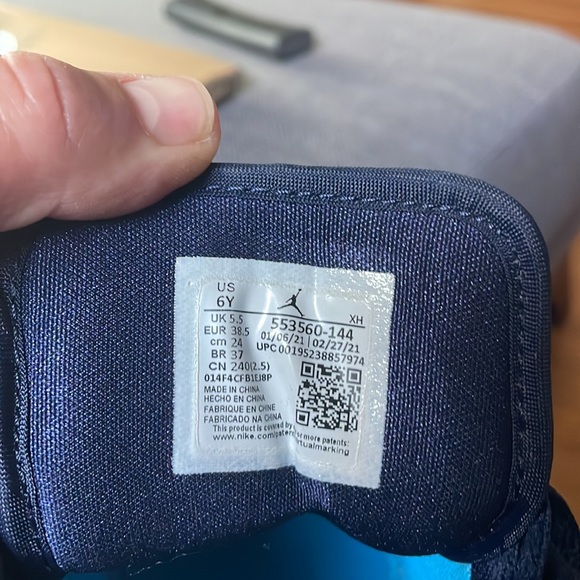 US
6Y
XH
UK 5.5
EUR 38.5
cm 24
BR 37
CN 240(2.5)
553560-144
01/06/21 | 02/27/21
UPC 00195238857974
014F4CFB1EJ8P
MADE IN CHINA
HECHO EN CHINA
FABRIQUE EN CHINE
FABRICADO NA CHINA
This product is covered by or more patents:
www.nike.com/patents virtualmarking